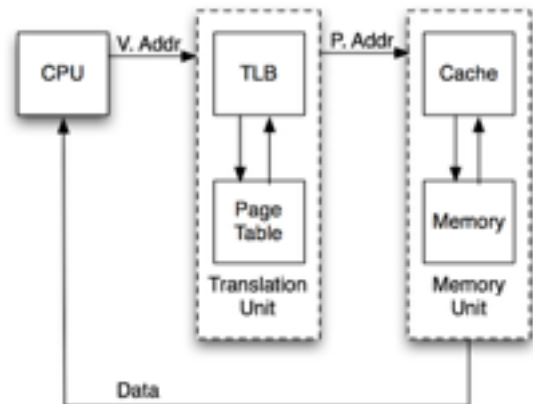 CPU
V. Addr
TLB
Page
Table
Translation
Unit
P. Addr
Cache
Memory
Memory
Unit
Data